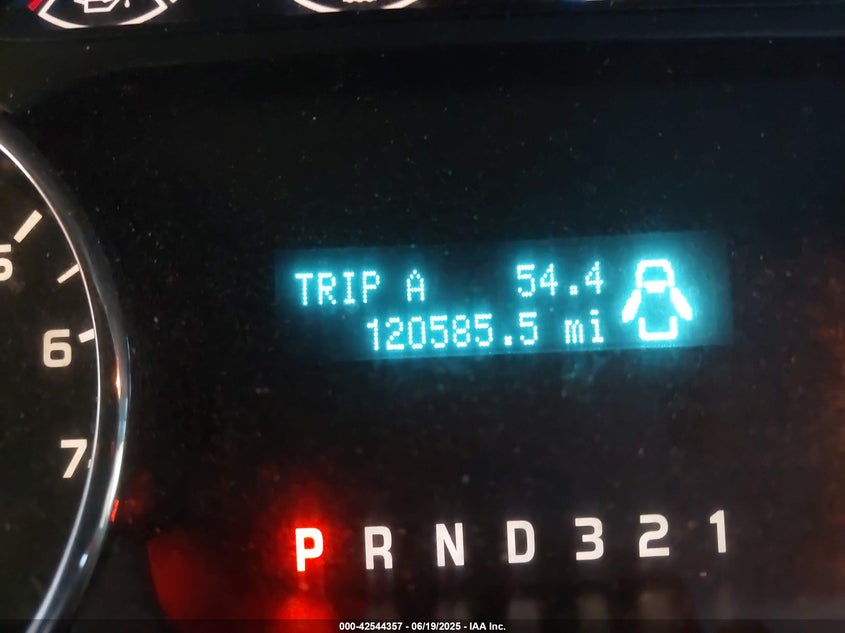 5
6
7
TRIP A 54.4
120585.5 mi
P R N D 3 2 1
000-42544357 - 06/19/2025 - IAA Inc.